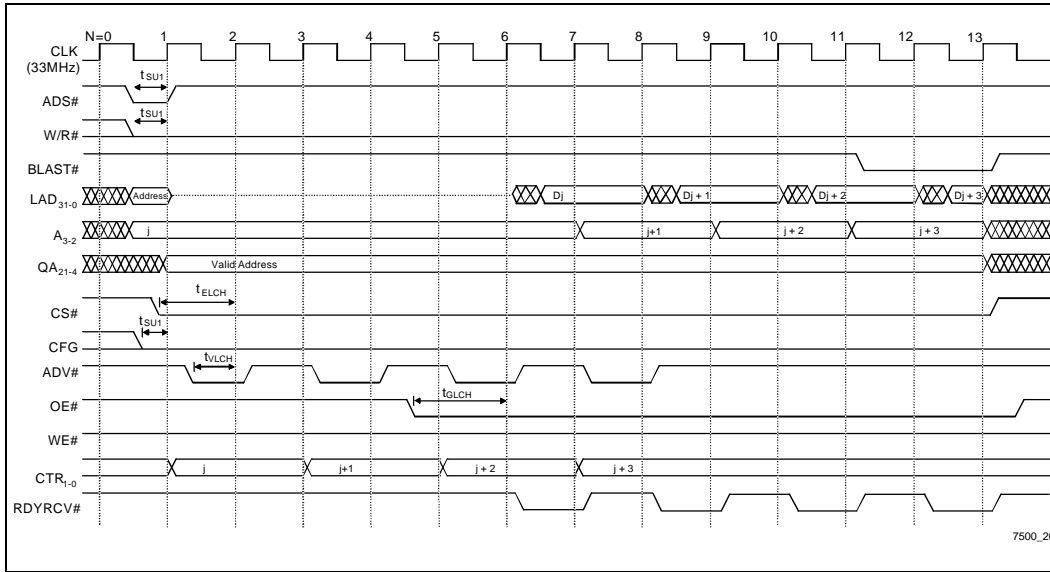 N=0 1 2 3 4 5 6 7 8 9 10 11 12 13
CLK
(33MHz)
tSU1
ADS#
tSU1
W/R#
BLAST#
LAD31-0 Address Dj Dj + 1 Dj + 2 Dj + 3
A3-2 j j+1 j + 2 j + 3
QA21-4 Valid Address
tELCH
CS#
tSU1
CFG
tVLCH
ADV#
tGLCH
OE#
WE#
CTR1-0 j j+1 j + 2 j + 3
RDYRCV#
7500_20